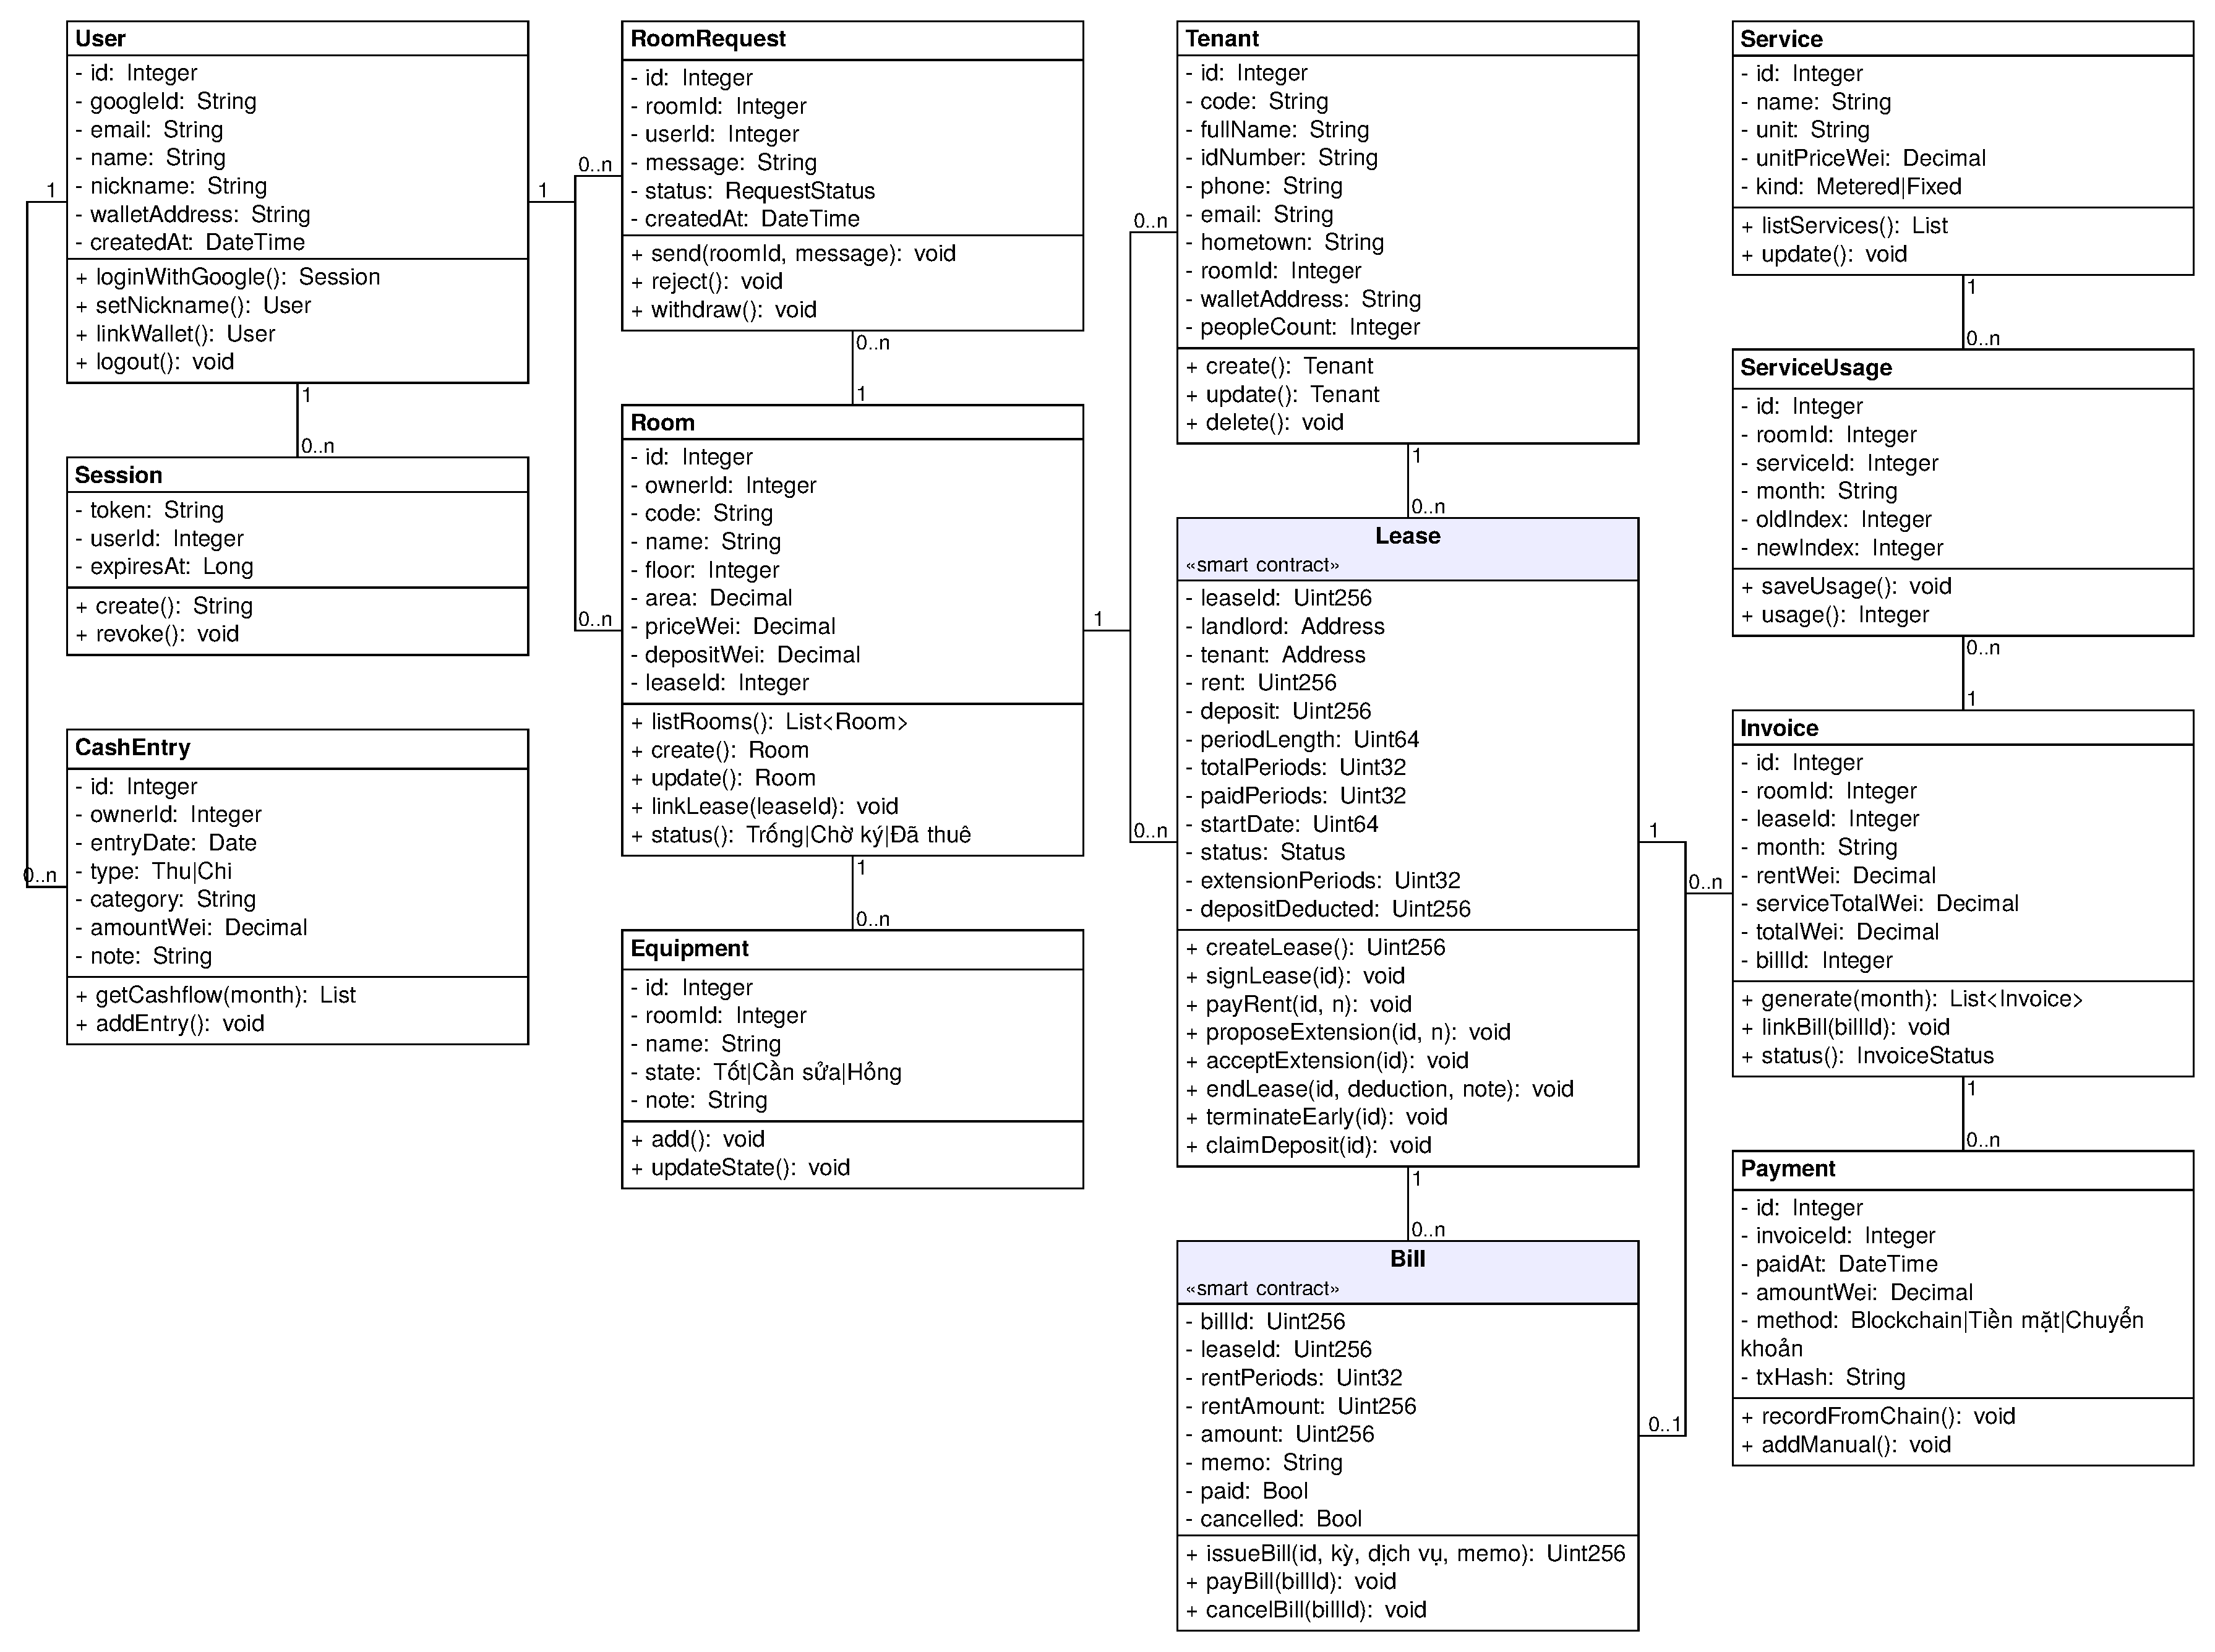 User
- id: Integer
- googleId: String
- email: String
- name: String
- nickname: String
- walletAddress: String
- createdAt: DateTime
+ loginWithGoogle(): Session
+ setNickname(): User
+ linkWallet(): User
+ logout(): void
1
1
1
0..n
Session
- token: String
- userId: Integer
- expiresAt: Long
+ create(): String
+ revoke(): void
CashEntry
- id: Integer
- ownerId: Integer
- entryDate: Date
- type: Thu|Chi
- category: String
- amountWei: Decimal
- note: String
+ getCashflow(month): List
+ addEntry(): void
0..n
RoomRequest
- id: Integer
- roomId: Integer
- userId: Integer
- message: String
- status: RequestStatus
- createdAt: DateTime
+ send(roomId, message): void
+ reject(): void
+ withdraw(): void
0..n
0..n
1
Room
- id: Integer
- ownerId: Integer
- code: String
- name: String
- floor: Integer
- area: Decimal
- priceWei: Decimal
- depositWei: Decimal
- leaseId: Integer
+ listRooms(): List<Room>
+ create(): Room
+ update(): Room
+ linkLease(leaseId): void
+ status(): Trống|Chờ ký|Đã thuê
0..n
1
1
0..n
Equipment
- id: Integer
- roomId: Integer
- name: String
- state: Tốt|Cần sửa|Hỏng
- note: String
+ add(): void
+ updateState(): void
Tenant
- id: Integer
- code: String
- fullName: String
- idNumber: String
- phone: String
- email: String
- hometown: String
- roomId: Integer
- walletAddress: String
- peopleCount: Integer
+ create(): Tenant
+ update(): Tenant
+ delete(): void
0..n
1
0..n
Lease
«smart contract»
- leaseId: Uint256
- landlord: Address
- tenant: Address
- rent: Uint256
- deposit: Uint256
- periodLength: Uint64
- totalPeriods: Uint32
- paidPeriods: Uint32
- startDate: Uint64
- status: Status
- extensionPeriods: Uint32
- depositDeducted: Uint256
+ createLease(): Uint256
+ signLease(id): void
+ payRent(id, n): void
+ proposeExtension(id, n): void
+ acceptExtension(id): void
+ endLease(id, deduction, note): void
+ terminateEarly(id): void
+ claimDeposit(id): void
0..n
1
1
0..n
Bill
«smart contract»
- billId: Uint256
- leaseId: Uint256
- rentPeriods: Uint32
- rentAmount: Uint256
- amount: Uint256
- memo: String
- paid: Bool
- cancelled: Bool
+ issueBill(id, kỳ, dịch vụ, memo): Uint256
+ payBill(billId): void
+ cancelBill(billId): void
0..1
Service
- id: Integer
- name: String
- unit: String
- unitPriceWei: Decimal
- kind: Metered|Fixed
+ listServices(): List
+ update(): void
1
0..n
ServiceUsage
- id: Integer
- roomId: Integer
- serviceId: Integer
- month: String
- oldIndex: Integer
- newIndex: Integer
+ saveUsage(): void
+ usage(): Integer
0..n
1
Invoice
- id: Integer
- roomId: Integer
- leaseId: Integer
- month: String
- rentWei: Decimal
- serviceTotalWei: Decimal
- totalWei: Decimal
- billId: Integer
+ generate(month): List<Invoice>
+ linkBill(billId): void
+ status(): InvoiceStatus
0..n
1
0..n
Payment
- id: Integer
- invoiceId: Integer
- paidAt: DateTime
- amountWei: Decimal
- method: Blockchain|Tiền mặt|Chuyển
khoản
- txHash: String
+ recordFromChain(): void
+ addManual(): void